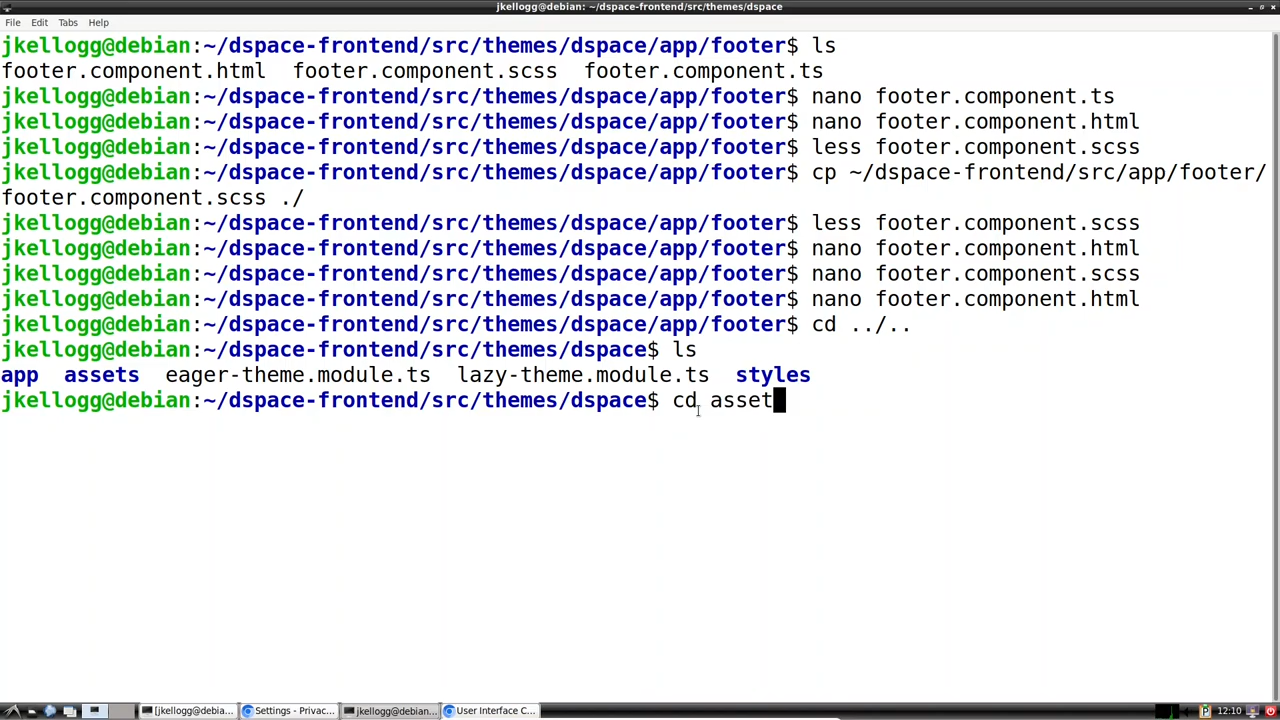 jkellogg@debian: ~/dspace-frontend/src/themes/dspace
File Edit Tabs Help
jkellogg@debian:~/dspace-frontend/src/themes/dspace/app/footer$ ls
footer.component.html  footer.component.scss  footer.component.ts
jkellogg@debian:~/dspace-frontend/src/themes/dspace/app/footer$ nano footer.component.ts
jkellogg@debian:~/dspace-frontend/src/themes/dspace/app/footer$ nano footer.component.html
jkellogg@debian:~/dspace-frontend/src/themes/dspace/app/footer$ less footer.component.scss
jkellogg@debian:~/dspace-frontend/src/themes/dspace/app/footer$ cp ~/dspace-frontend/src/app/footer/
footer.component.scss ./
jkellogg@debian:~/dspace-frontend/src/themes/dspace/app/footer$ less footer.component.scss
jkellogg@debian:~/dspace-frontend/src/themes/dspace/app/footer$ nano footer.component.html
jkellogg@debian:~/dspace-frontend/src/themes/dspace/app/footer$ nano footer.component.scss
jkellogg@debian:~/dspace-frontend/src/themes/dspace/app/footer$ nano footer.component.html
jkellogg@debian:~/dspace-frontend/src/themes/dspace/app/footer$ cd ../..
jkellogg@debian:~/dspace-frontend/src/themes/dspace$ ls
app  assets  eager-theme.module.ts  lazy-theme.module.ts  styles
jkellogg@debian:~/dspace-frontend/src/themes/dspace$ cd asset
[jkellogg@debia... Settings - Privac... jkellogg@debian... User Interface C... 12:10